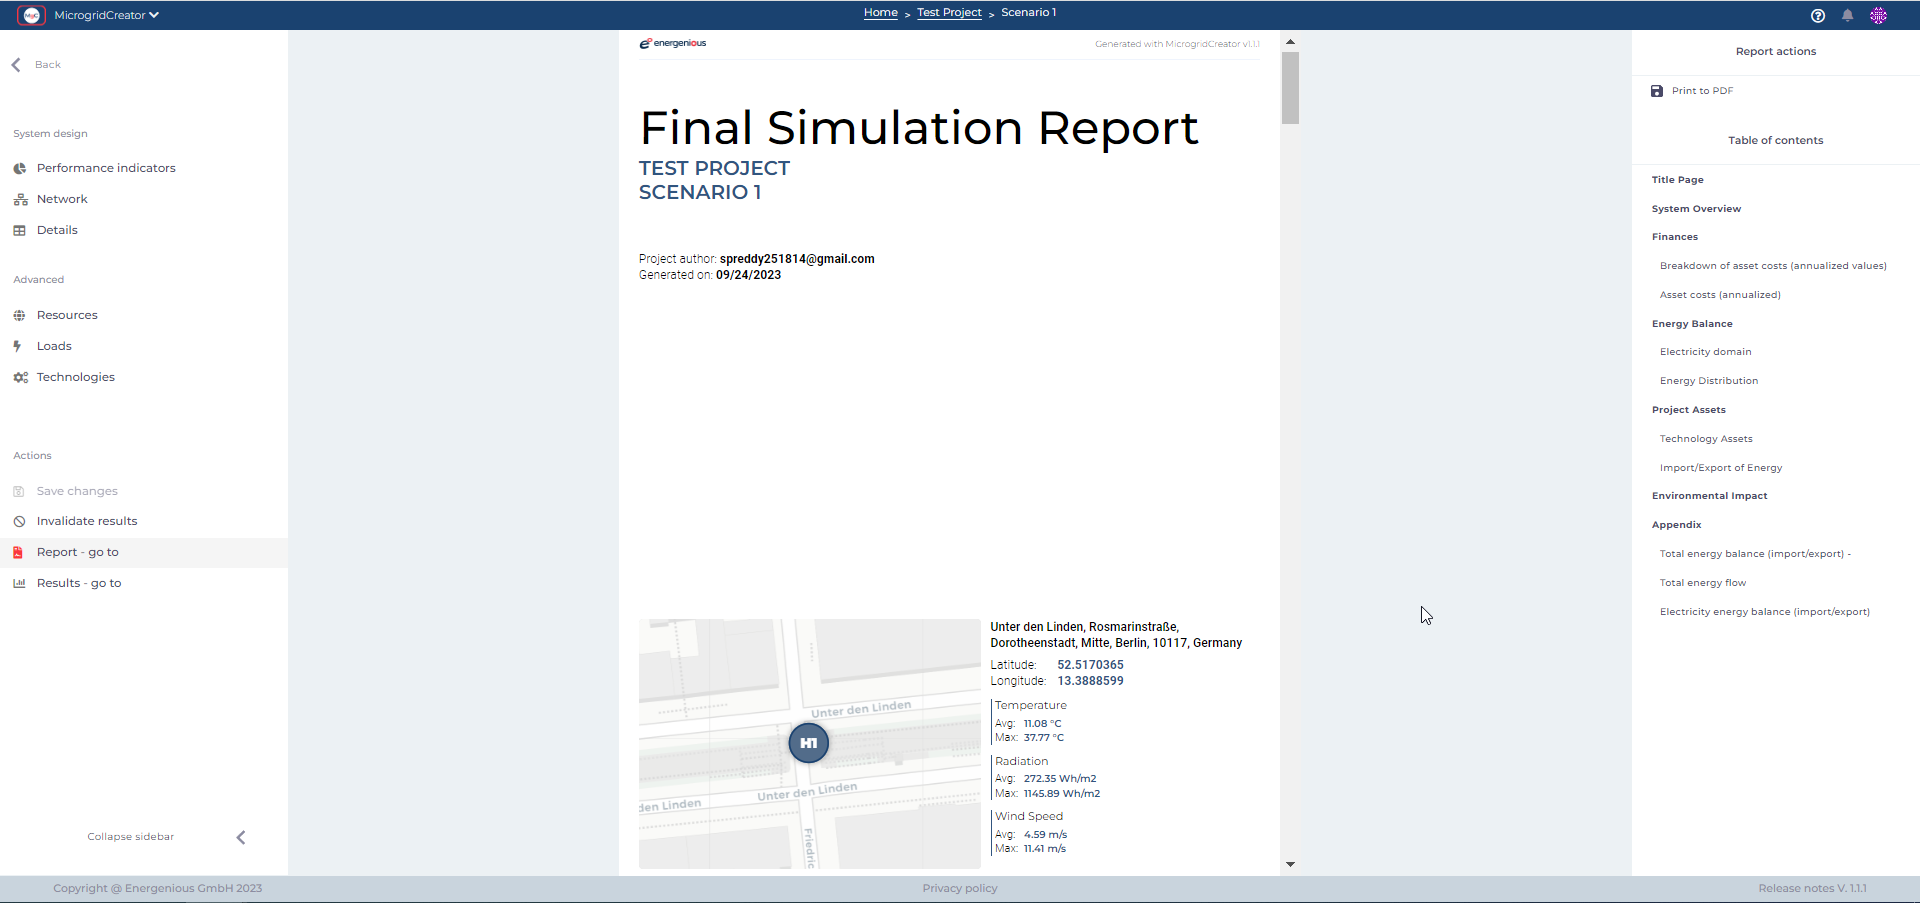 MicrogridCreator
Home > Test Project > Scenario 1
Back
System design
Performance indicators
Network
Details
Advanced
Resources
Loads
Technologies
Actions
Save changes
Invalidate results
Report - go to
Results - go to
Collapse sidebar
energenious
Generated with MicrogridCreator v1.1.1
Final Simulation Report
TEST PROJECT
SCENARIO 1
Project author: spreddy251814@gmail.com
Generated on: 09/24/2023
Unter den Linden
Unter den Linden
den Linden
Friedric
H1
Unter den Linden, Rosmarinstraße,
Dorotheenstadt, Mitte, Berlin, 10117, Germany
Latitude: 52.5170365
Longitude: 13.3888599
Temperature
Avg: 11.08 °C
Max: 37.77 °C
Radiation
Avg: 272.35 Wh/m2
Max: 1145.89 Wh/m2
Wind Speed
Avg: 4.59 m/s
Max: 11.41 m/s
Report actions
Print to PDF
Table of contents
Title Page
System Overview
Finances
Breakdown of asset costs (annualized values)
Asset costs (annualized)
Energy Balance
Electricity domain
Energy Distribution
Project Assets
Technology Assets
Import/Export of Energy
Environmental Impact
Appendix
Total energy balance (import/export) -
Total energy flow
Electricity energy balance (import/export)
Copyright @ Energenious GmbH 2023
Privacy policy
Release notes V. 1.1.1